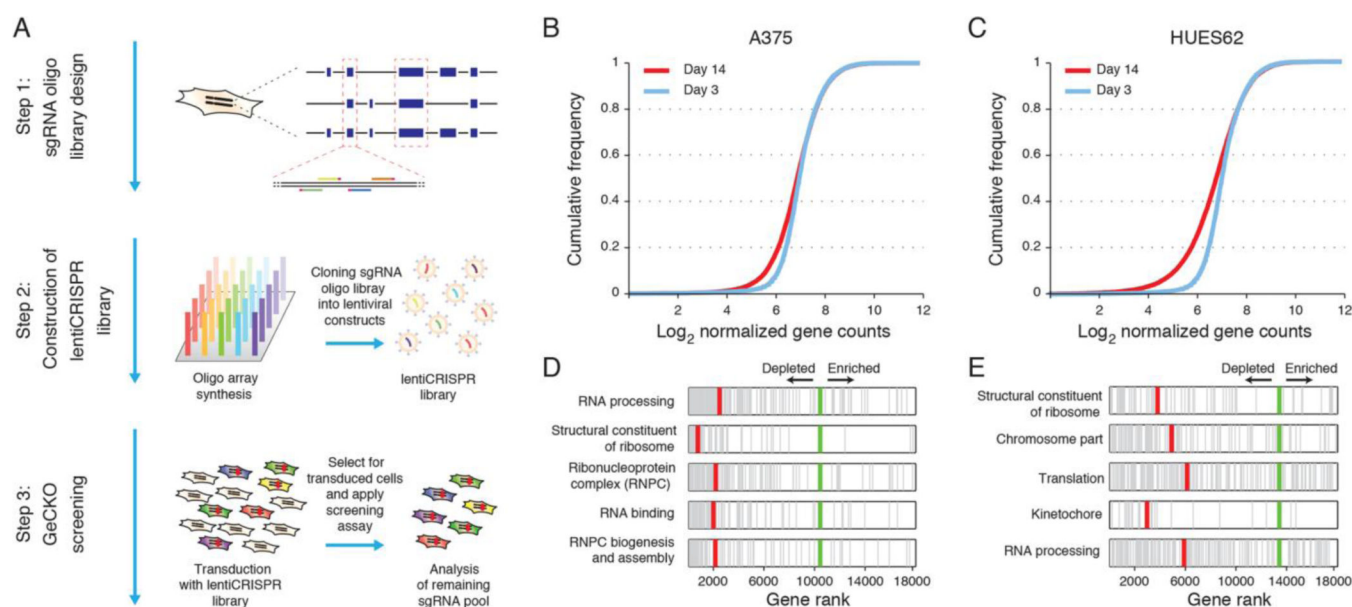 A
Step 1:
sgRNA oligo
library design
Step 2:
Construction of
lentiCRISPR
library
Oligo array
synthesis
Cloning sgRNA
oligo libray
into lentiviral
constructs
lentiCRISPR
library
Step 3:
GeCKO
screening
Transduction
with lentiCRISPR
library
Select for
transduced cells
and apply
screening
assay
Analysis
of remaining
sgRNA pool
B
A375
Day 14
Day 3
Cumulative frequency
1
0.8
0.6
0.4
0.2
0
2
4
6
8
10
12
Log2 normalized gene counts
C
HUES62
Day 14
Day 3
Cumulative frequency
1
0.8
0.6
0.4
0.2
0
2
4
6
8
10
12
Log2 normalized gene counts
D
Depleted Enriched
RNA processing
Structural constituent
of ribosome
Ribonucleoprotein
complex (RNPC)
RNA binding
RNPC biogenesis
and assembly
2000 6000 10000 14000 18000
Gene rank
E
Depleted Enriched
Structural constituent
of ribosome
Chromosome part
Translation
Kinetochore
RNA processing
2000 6000 10000 14000 18000
Gene rank